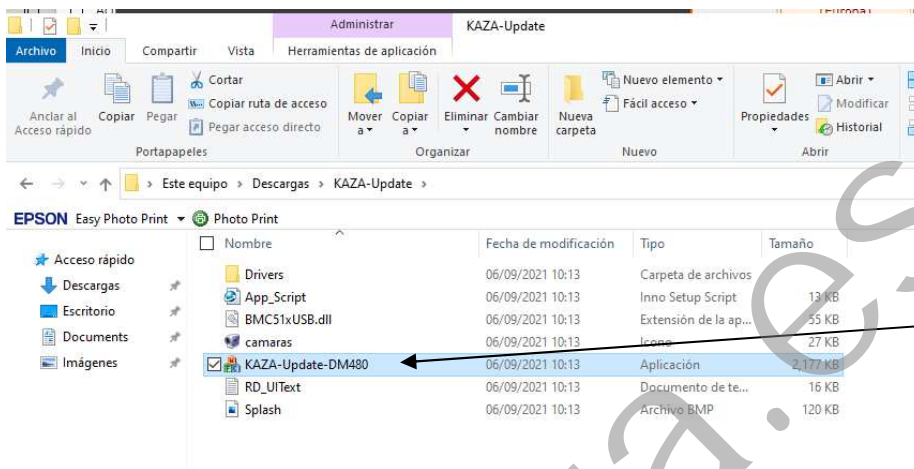 Administrar KAZA-Update
Archivo Inicio Compartir Vista Herramientas de aplicación
Anclar al Acceso rápido
Copiar
Pegar
Cortar
Copiar ruta de acceso
Pegar acceso directo
Portapapeles
Mover a
Copiar a
Eliminar
Cambiar nombre
Organizar
Nueva carpeta
Nuevo elemento
Fácil acceso
Nuevo
Propiedades
Abrir
Modificar
Historial
Abrir
Este equipo > Descargas > KAZA-Update >
EPSON Easy Photo Print Photo Print
Acceso rápido
Descargas
Escritorio
Documents
Imágenes
Nombre Fecha de modificación Tipo Tamaño
Drivers 06/09/2021 10:13 Carpeta de archivos
App_Script 06/09/2021 10:13 Inno Setup Script 13 KB
BMC51xUSB.dll 06/09/2021 10:13 Extensión de la ap... 55 KB
camaras 06/09/2021 10:13 Icono 27 KB
KAZA-Update-DM480 06/09/2021 10:13 Aplicación 2,177 KB
RD_UIText 06/09/2021 10:13 Documento de te... 16 KB
Splash 06/09/2021 10:13 Archivo BMP 120 KB